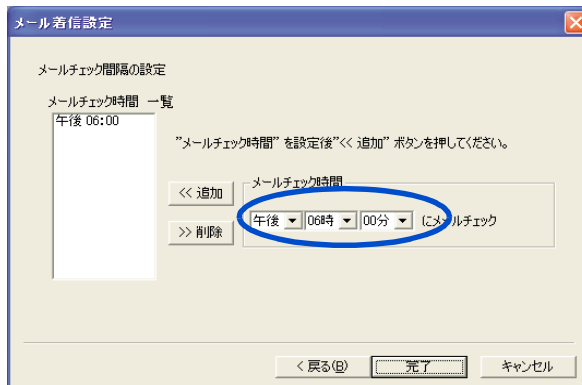 メール着信設定
メールチェック間隔の設定
メールチェック時間 一覧
午後 06:00
"メールチェック時間" を設定後"<< 追加" ボタンを押してください。
<< 追加
メールチェック時間
>> 削除
午後 06時 00分 にメールチェック
< 戻る(B) 完了 キャンセル